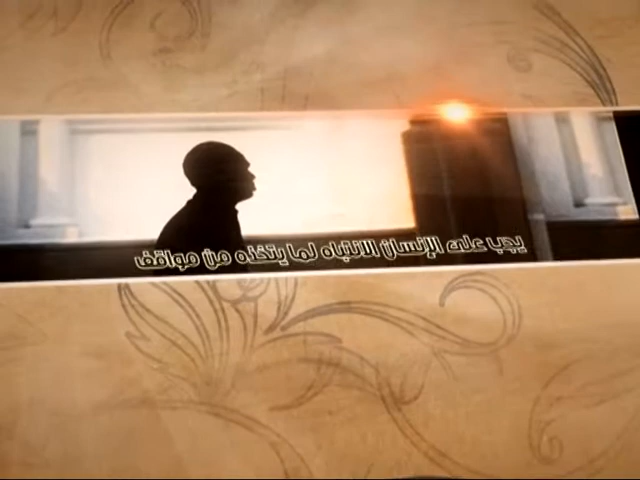 يجب على الإنسان الانتباه لما يتخذه من مواقف